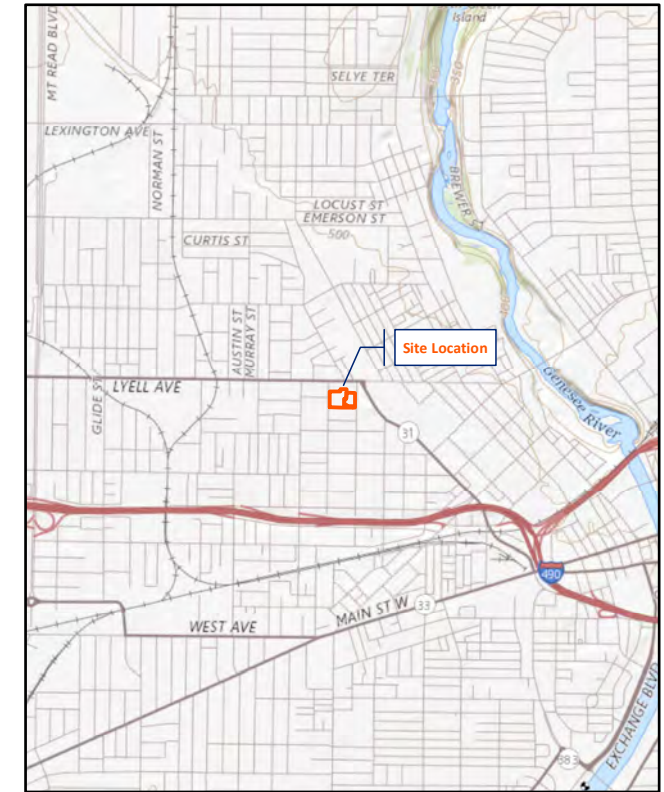 Island
MT READ BLVD
SELYE TER
350
LEXINGTON AVE
NORMAN ST
BREWER ST
LOCUST ST
EMERSON ST
500
CURTIS ST
400
AUSTIN ST
MURRAY ST
Site Location
LYELL AVE
GLIDE S
Genesee River
31
490
MAIN ST W
33
WEST AVE
EXCHANGE BLVD
383